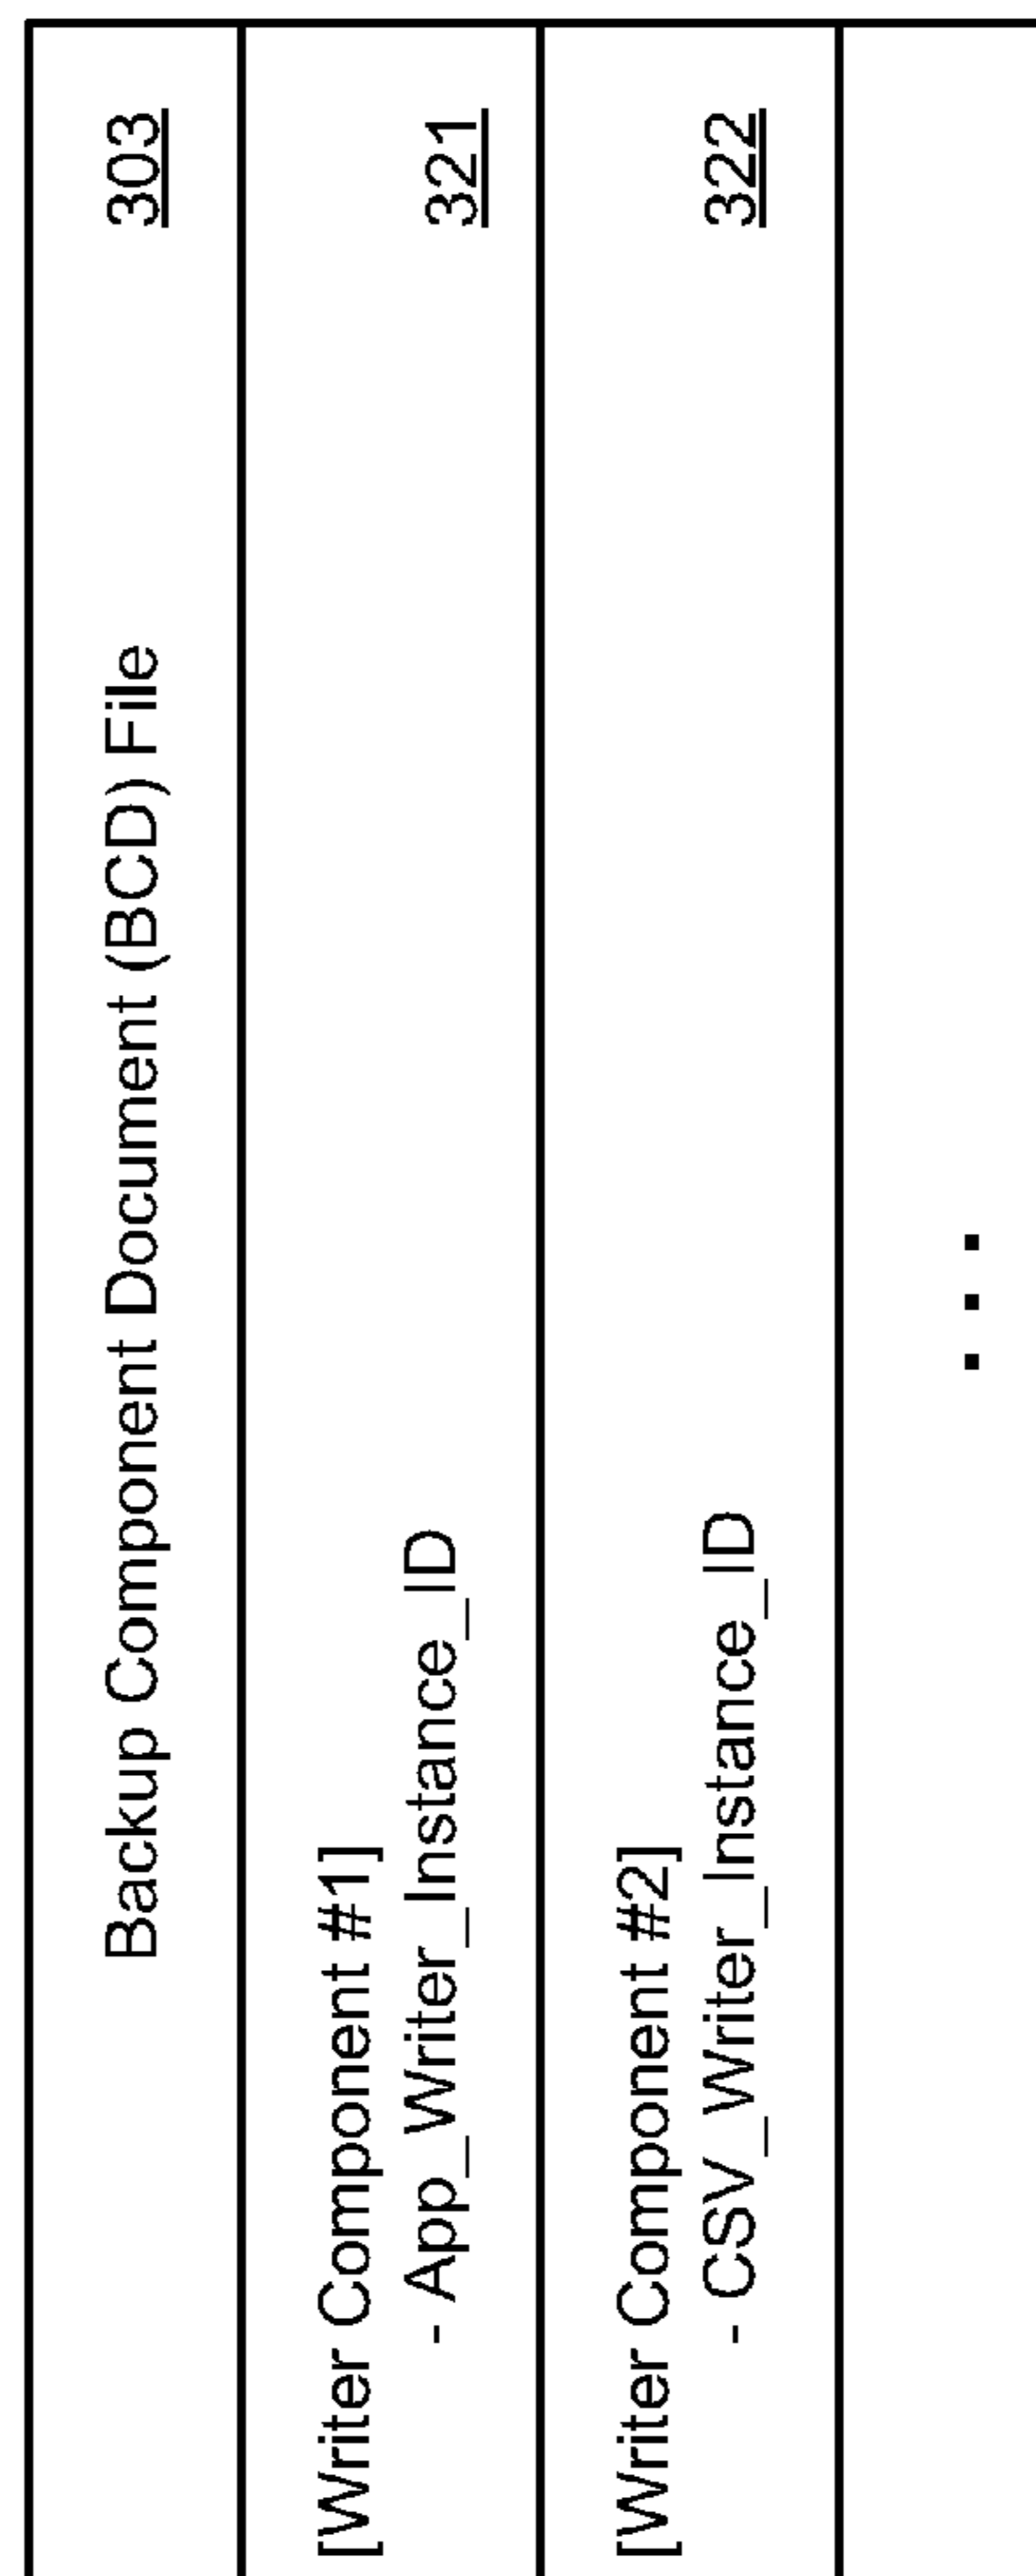 Backup Component Document (BCD) File 303
[Writer Component #1]
- App_Writer_Instance_ID 321
[Writer Component #2]
- CSV_Writer_Instance_ID 322
. . .